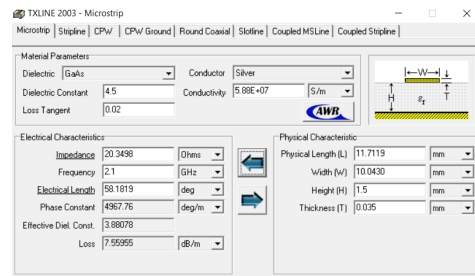 TXLINE 2003 - Microstrip
Microstrip Stripline CPW CPW Ground Round Coaxial Slotline Coupled MSLine Coupled Stripline
Material Parameters
Dielectric GaAs Conductor Silver
Dielectric Constant 4.5 Conductivity 5.88E+07 S/m
Loss Tangent 0.02
AWR
W
H εr T
Electrical Characteristics
Impedance 20.3498 Ohms
Frequency 2.1 GHz
Electrical Length 58.1819 deg
Phase Constant 4967.76 deg/m
Effective Diel. Const. 3.88078
Loss 7.55955 dB/m
Physical Characteristic
Physical Length (L) 11.7119 mm
Width (W) 10.0430 mm
Height (H) 1.5 mm
Thickness (T) 0.035 mm